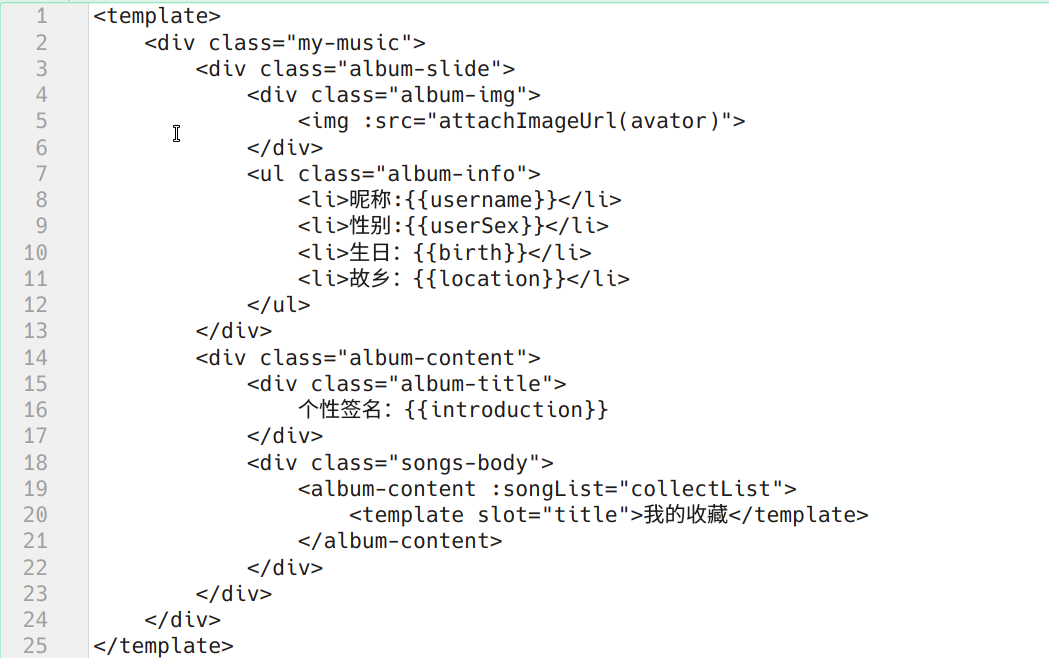 1 <template>
2     <div class="my-music">
3         <div class="album-slide">
4             <div class="album-img">
5                 <img :src="attachImageUrl(avator)">
6             </div>
7             <ul class="album-info">
8                 <li>昵称:{{username}}</li>
9                 <li>性别:{{userSex}}</li>
10                 <li>生日：{{birth}}</li>
11                 <li>故乡：{{location}}</li>
12             </ul>
13         </div>
14         <div class="album-content">
15             <div class="album-title">
16                 个性签名：{{introduction}}
17             </div>
18             <div class="songs-body">
19                 <album-content :songList="collectList">
20                     <template slot="title">我的收藏</template>
21                 </album-content>
22             </div>
23         </div>
24     </div>
25 </template>